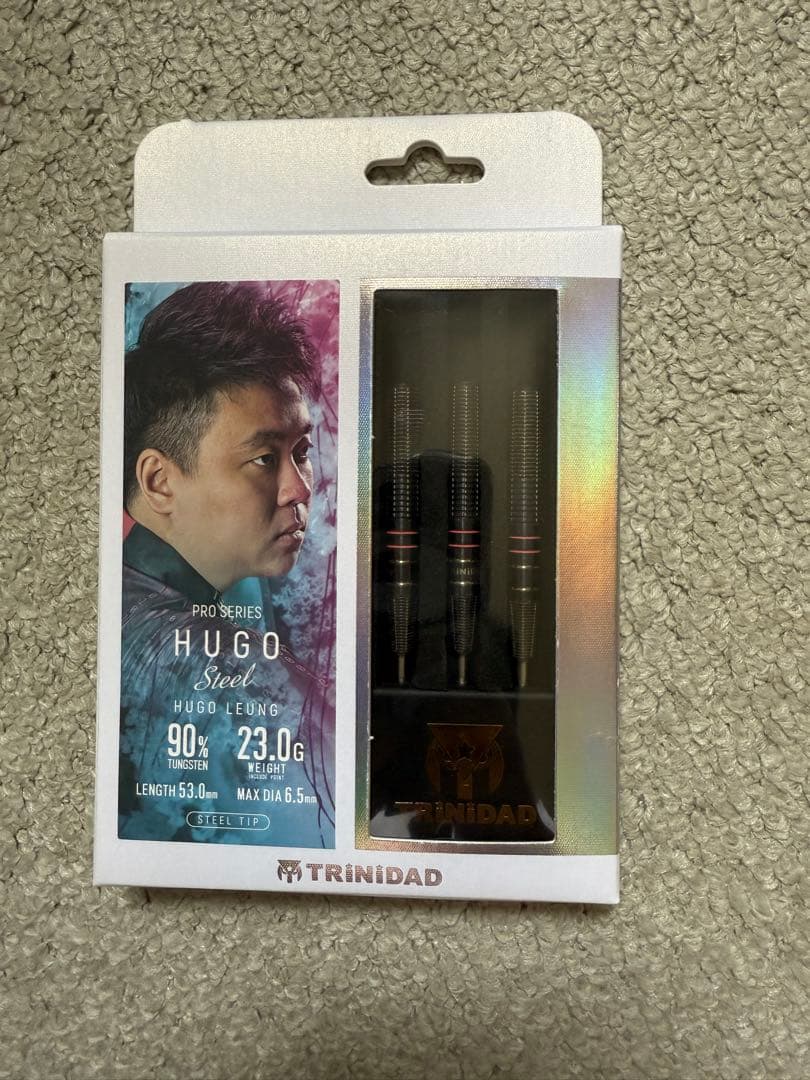 PRO SERIES
HUGO
Steel
HUGO LEUNG
90% TUNGSTEN
23.0G WEIGHT
INCLUDE POINT
LENGTH 53.0mm MAX DIA 6.5mm
STEEL TIP
TRiNiDAD
TRiNiDAD